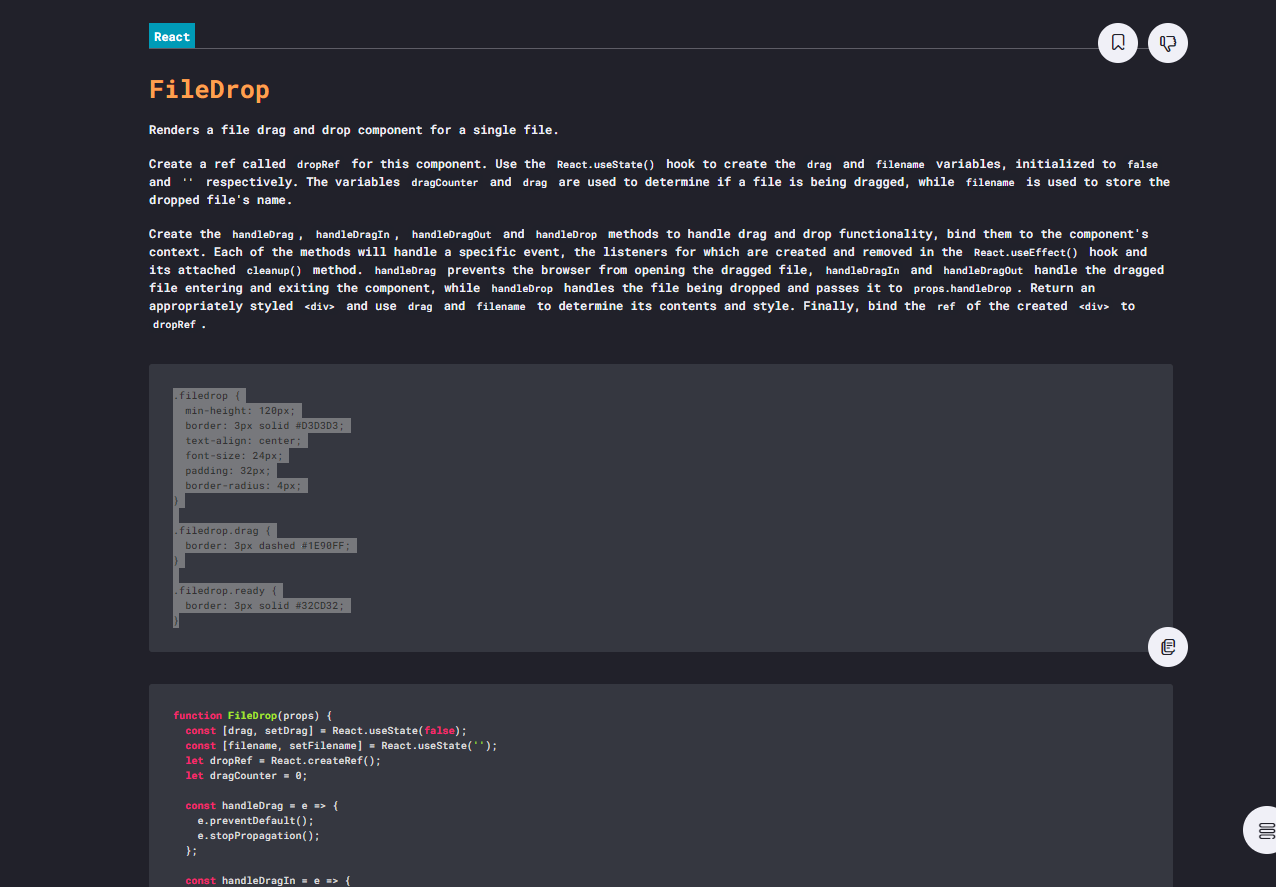 React
FileDrop
Renders a file drag and drop component for a single file.
Create a ref called dropRef for this component. Use the React.useState() hook to create the drag and filename variables, initialized to false
and '' respectively. The variables dragCounter and drag are used to determine if a file is being dragged, while filename is used to store the
dropped file's name.
Create the handleDrag, handleDragIn, handleDragOut and handleDrop methods to handle drag and drop functionality, bind them to the component's
context. Each of the methods will handle a specific event, the listeners for which are created and removed in the React.useEffect() hook and
its attached cleanup() method. handleDrag prevents the browser from opening the dragged file, handleDragIn and handleDragOut handle the dragged
file entering and exiting the component, while handleDrop handles the file being dropped and passes it to props.handleDrop. Return an
appropriately styled <div> and use drag and filename to determine its contents and style. Finally, bind the ref of the created <div> to
dropRef.
.filedrop {
min-height: 120px;
border: 3px solid #D3D3D3;
text-align: center;
font-size: 24px;
padding: 32px;
border-radius: 4px;
}
.filedrop.drag {
border: 3px dashed #1E90FF;
}
.filedrop.ready {
border: 3px solid #32CD32;
}
function FileDrop(props) {
const [drag, setDrag] = React.useState(false);
const [filename, setFilename] = React.useState('');
let dropRef = React.createRef();
let dragCounter = 0;
const handleDrag = e => {
e.preventDefault();
e.stopPropagation();
};
const handleDragIn = e => {